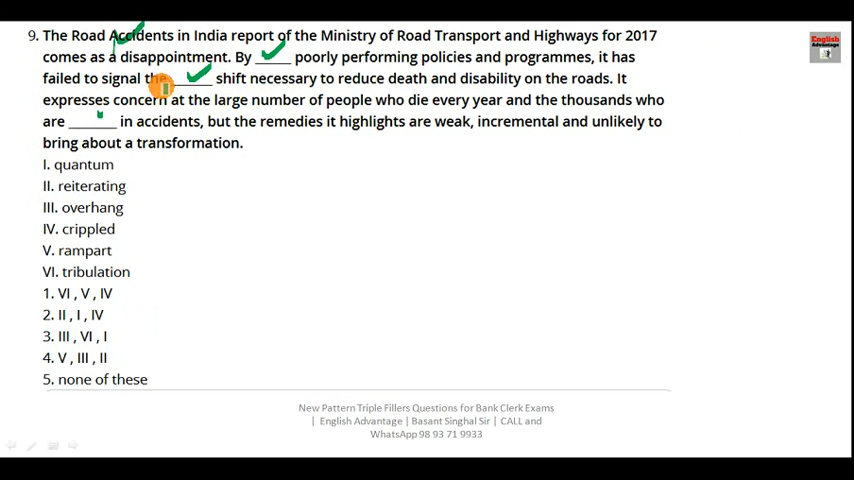 9. The Road Accidents in India report of the Ministry of Road Transport and Highways for 2017
comes as a disappointment. By _____ poorly performing policies and programmes, it has
failed to signal the ______ shift necessary to reduce death and disability on the roads. It
expresses concern at the large number of people who die every year and the thousands who
are _______ in accidents, but the remedies it highlights are weak, incremental and unlikely to
bring about a transformation.
I. quantum
II. reiterating
III. overhang
IV. crippled
V. rampart
VI. tribulation
1. VI , V , IV
2. II , I , IV
3. III , VI , I
4. V , III , II
5. none of these
English
Advantage
New Pattern Triple Fillers Questions for Bank Clerk Exams
| English Advantage | Basant Singhal Sir | CALL and
WhatsApp 98 93 71 9933